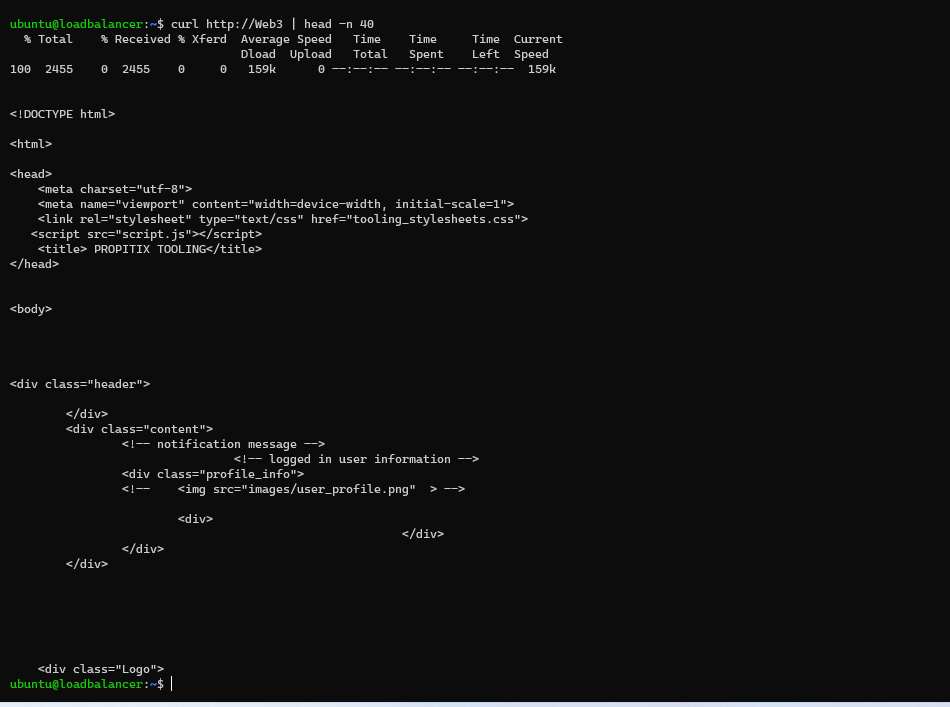 ubuntu@loadbalancer:~$ curl http://Web3 | head -n 40
  % Total    % Received % Xferd  Average Speed   Time    Time     Time  Current
                                 Dload  Upload   Total   Spent    Left  Speed
100  2455    0  2455    0     0   159k      0 --:--:-- --:--:-- --:--:--  159k
<!DOCTYPE html>
<html>
<head>
    <meta charset="utf-8">
    <meta name="viewport" content="width=device-width, initial-scale=1">
    <link rel="stylesheet" type="text/css" href="tooling_stylesheets.css">
   <script src="script.js"></script>
    <title> PROPITIX TOOLING</title>
</head>
<body>
<div class="header">
        </div>
        <div class="content">
                <!-- notification message -->
                                <!-- logged in user information -->
                <div class="profile_info">
                <!--    <img src="images/user_profile.png"  > -->
                        <div>
                                                        </div>
                </div>
        </div>
    <div class="Logo">
ubuntu@loadbalancer:~$